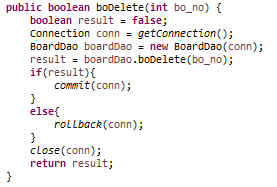 public boolean boDelete(int bo_no) {
    boolean result = false;
    Connection conn = getConnection();
    BoardDao boardDao = new BoardDao(conn);
    result = boardDao.boDelete(bo_no);
    if(result){
        commit(conn);
    }
    else{
        rollback(conn);
    }
    close(conn);
    return result;
}